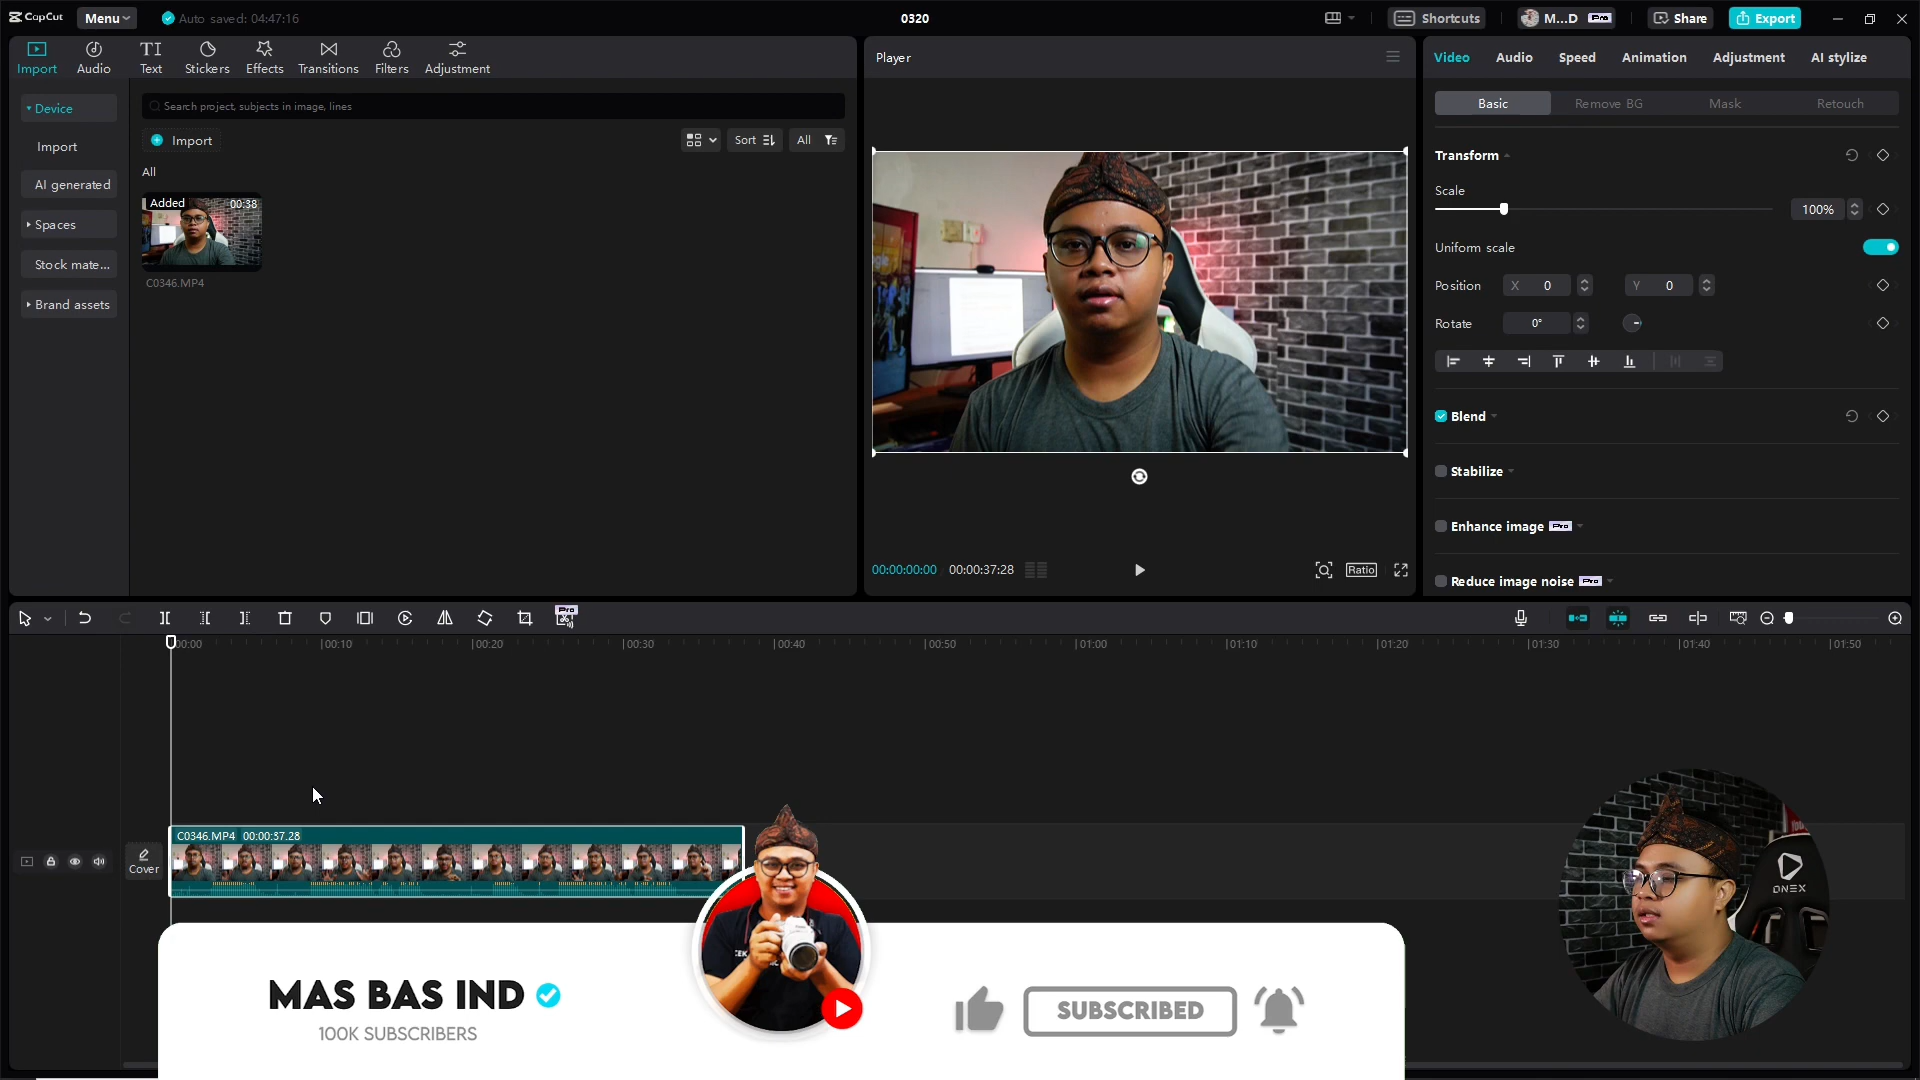 CapCut
Menu
Auto saved: 04:47:16
0320
Shortcuts
M...D
Pro
Share
Export
Import
Audio
TI
Text
Stickers
Effects
Transitions
Filters
Adjustment
Device
Import
AI generated
Spaces
Stock mate...
Brand assets
Search project, subjects in image, lines
Import
Sort
All
All
Added
00:38
C0346.MP4
Player
00:00:00:00
00:00:37:28
Ratio
Video
Audio
Speed
Animation
Adjustment
AI stylize
Basic
Remove BG
Mask
Retouch
Transform
Scale
100%
Uniform scale
Position
X 0
Y 0
Rotate
0°
Blend
Stabilize
Enhance image Pro
Reduce image noise Pro
Pro
00:00
00:10
00:20
00:30
00:40
00:50
01:00
01:10
01:20
01:30
01:40
01:50
Cover
C0346.MP4 00:00:37:28
ONEX
MAS BAS IND
100K SUBSCRIBERS
SUBSCRIBED